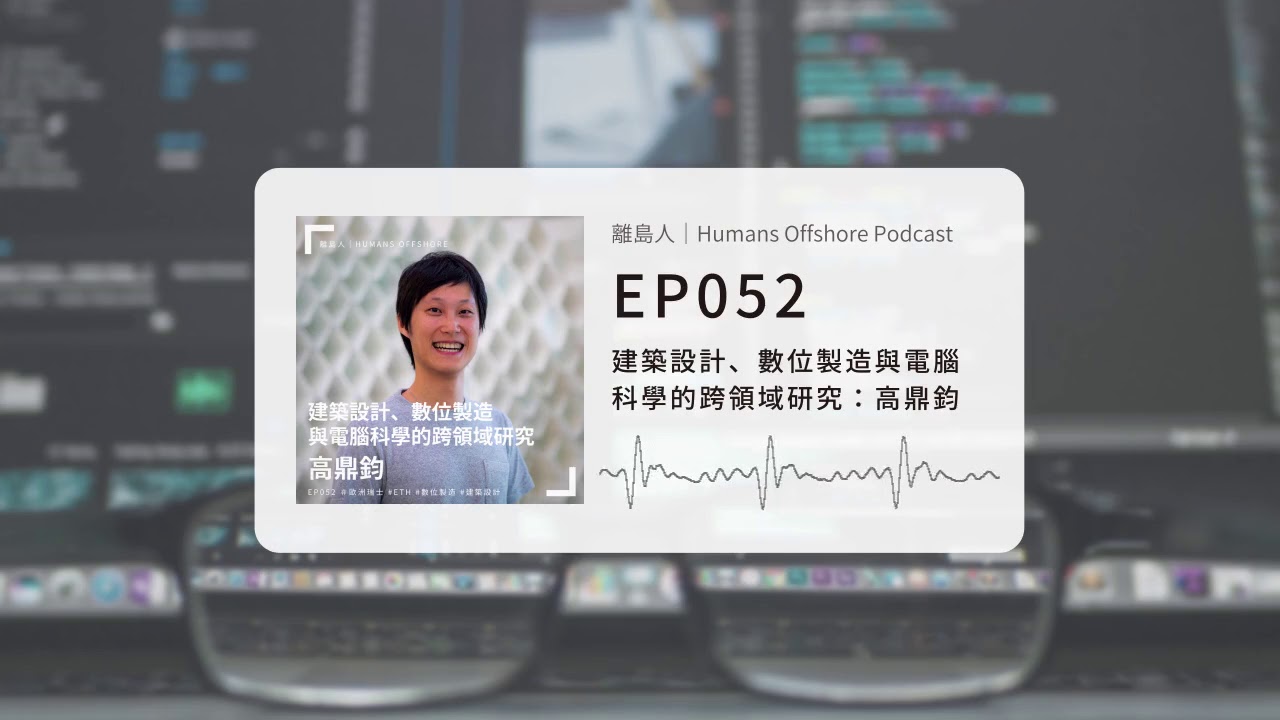 離島人｜HUMANS OFFSHORE
建築設計、數位製造
與電腦科學的跨領域研究
高鼎鈞
EP052 #歐洲瑞士 #ETH #數位製造 #建築設計
離島人｜Humans Offshore Podcast
EP052
建築設計、數位製造與電腦
科學的跨領域研究：高鼎鈞